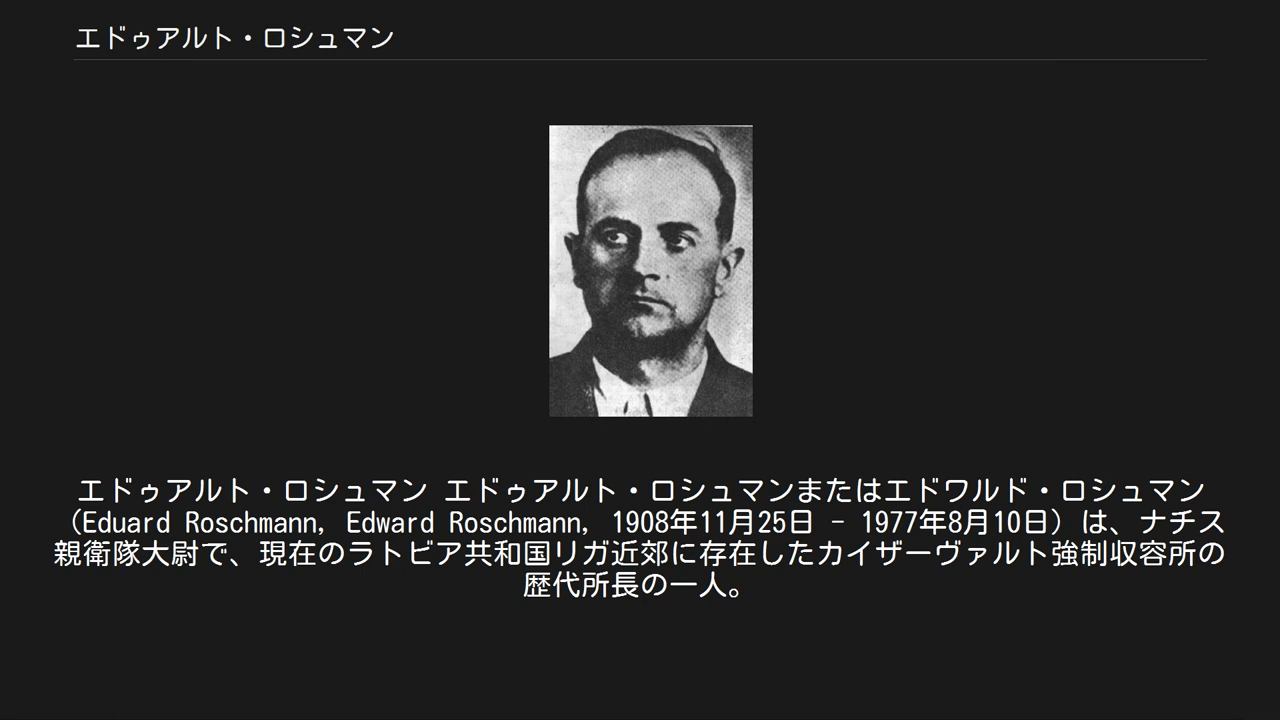 エドゥアルト・ロシュマン
エドゥアルト・ロシュマン エドゥアルト・ロシュマンまたはエドワルド・ロシュマン
（Eduard Roschmann, Edward Roschmann, 1908年11月25日 - 1977年8月10日）は、ナチス
親衛隊大尉で、現在のラトビア共和国リガ近郊に存在したカイザーヴァルト強制収容所の
歴代所長の一人。